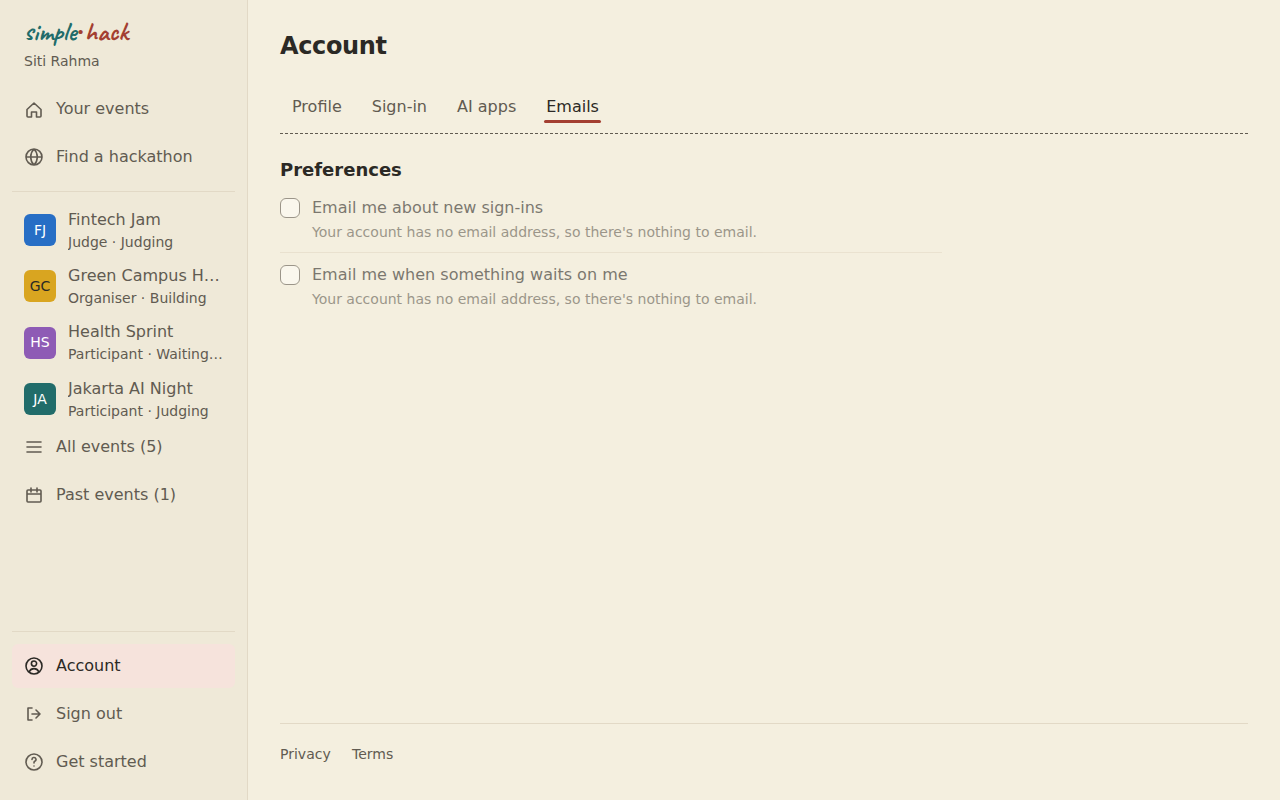 simple·hack
Siti Rahma
Your events
Find a hackathon
FJ
Fintech Jam
Judge · Judging
GC
Green Campus H…
Organiser · Building
HS
Health Sprint
Participant · Waiting…
JA
Jakarta AI Night
Participant · Judging
All events (5)
Past events (1)
Account
Sign out
Get started
Account
Profile
Sign-in
AI apps
Emails
Preferences
Email me about new sign-ins
Your account has no email address, so there's nothing to email.
Email me when something waits on me
Your account has no email address, so there's nothing to email.
Privacy
Terms